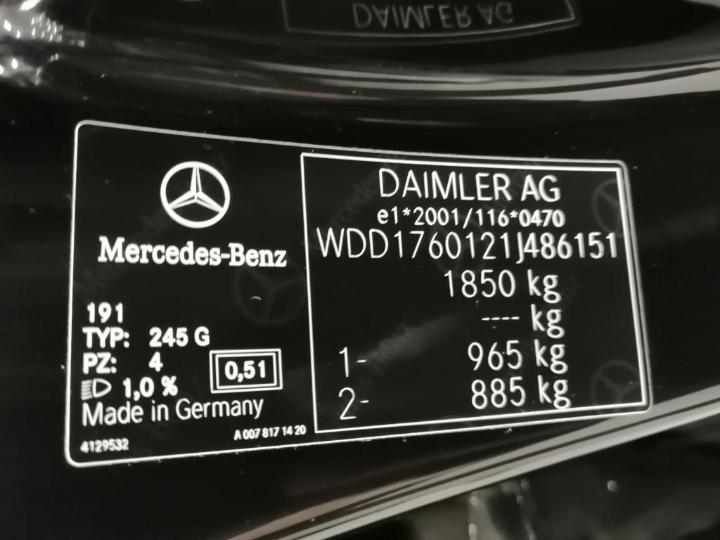 DAIMLER AG
Mercedes-Benz
191
TYP: 245 G
PZ: 4
1,0 %
0,51
Made in Germany
4129532
A 007 817 14 20
DAIMLER AG
e1*2001/116*0470
WDD1760121J486151
1850 kg
---- kg
1- 965 kg
2- 885 kg